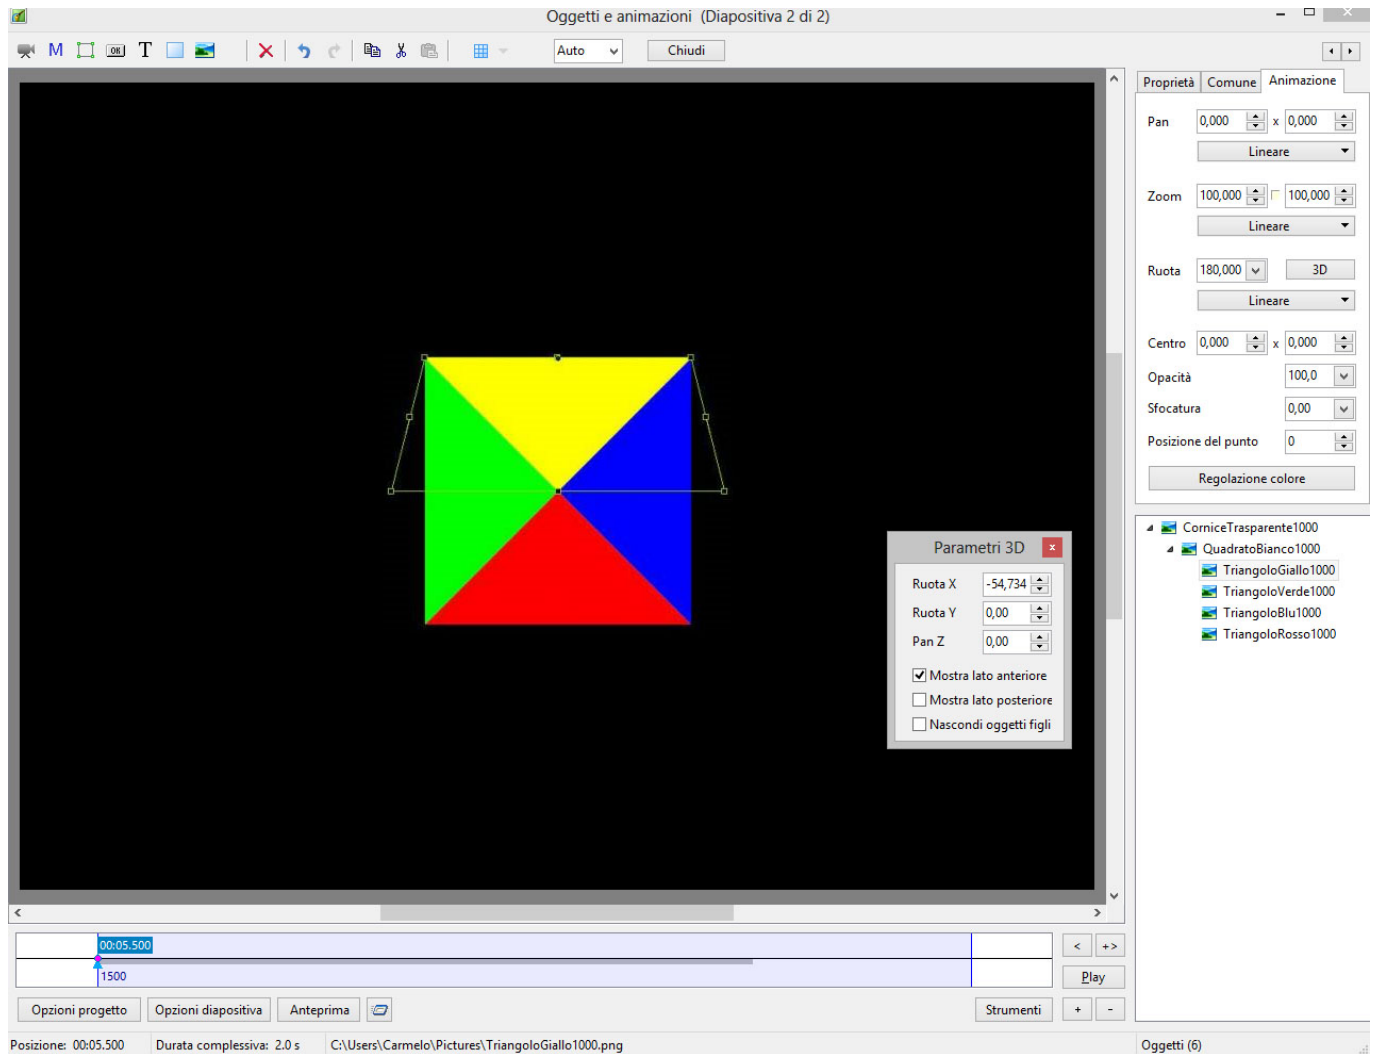 Oggetti e animazioni (Diapositiva 2 di 2)
M OK T Auto Chiudi
Proprietà Comune Animazione
Pan 0,000 x 0,000
Lineare
Zoom 100,000 100,000
Lineare
Ruota 180,000 3D
Lineare
Centro 0,000 x 0,000
Opacità 100,0
Sfocatura 0,00
Posizione del punto 0
Regolazione colore
CorniceTrasparente1000
QuadratoBianco1000
TriangoloGiallo1000
TriangoloVerde1000
TriangoloBlu1000
TriangoloRosso1000
Parametri 3D x
Ruota X -54,734
Ruota Y 0,00
Pan Z 0,00
Mostra lato anteriore
Mostra lato posteriore
Nascondi oggetti figli
00:05.500 < +>
1500 Play
Opzioni progetto Opzioni diapositiva Anteprima Strumenti + -
Posizione: 00:05.500 Durata complessiva: 2.0 s C:\Users\Carmelo\Pictures\TriangoloGiallo1000.png Oggetti (6)